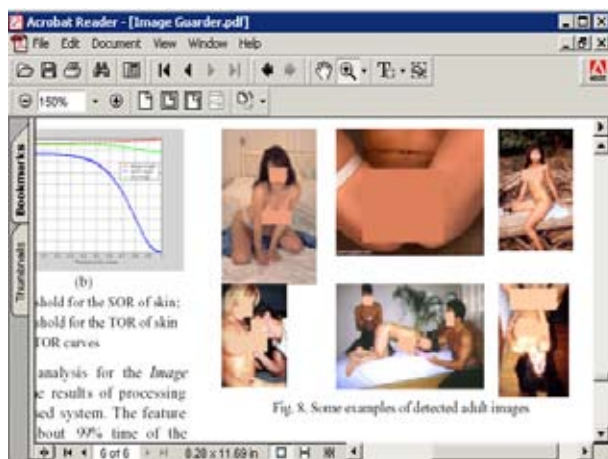 Acrobat Reader - [Image Guarder.pdf]
File Edit Document View Window Help
150%
Bookmarks
Thumbnails
(b)
shold for the SOR of skin;
shold for the TOR of skin
TOR curves
analysis for the Image
e results of processing
sed system. The feature
bout 99% time of the
Fig. 8. Some examples of detected adult images
6 of 6
8.28 x 11.69 in